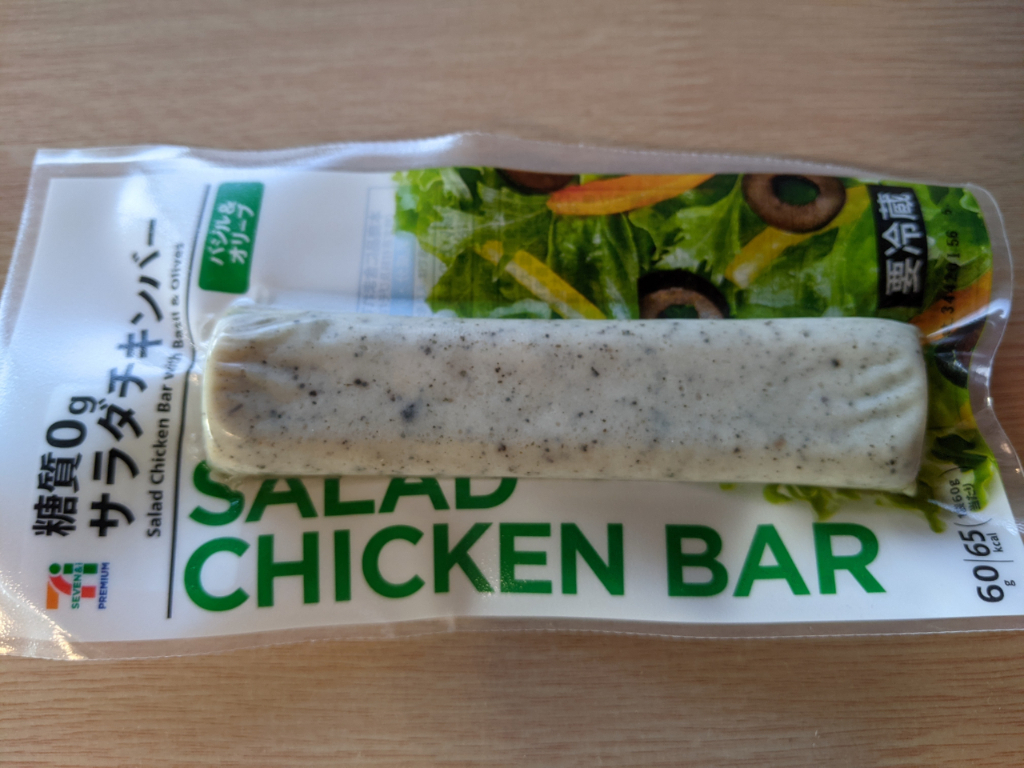 糖質0g
サラダチキンバー
Salad Chicken Bar with Basil & Olives
バジル&
オリーブ
要冷蔵
SALAD
CHICKEN BAR
SEVEN&i
PREMIUM
60g
65kcal